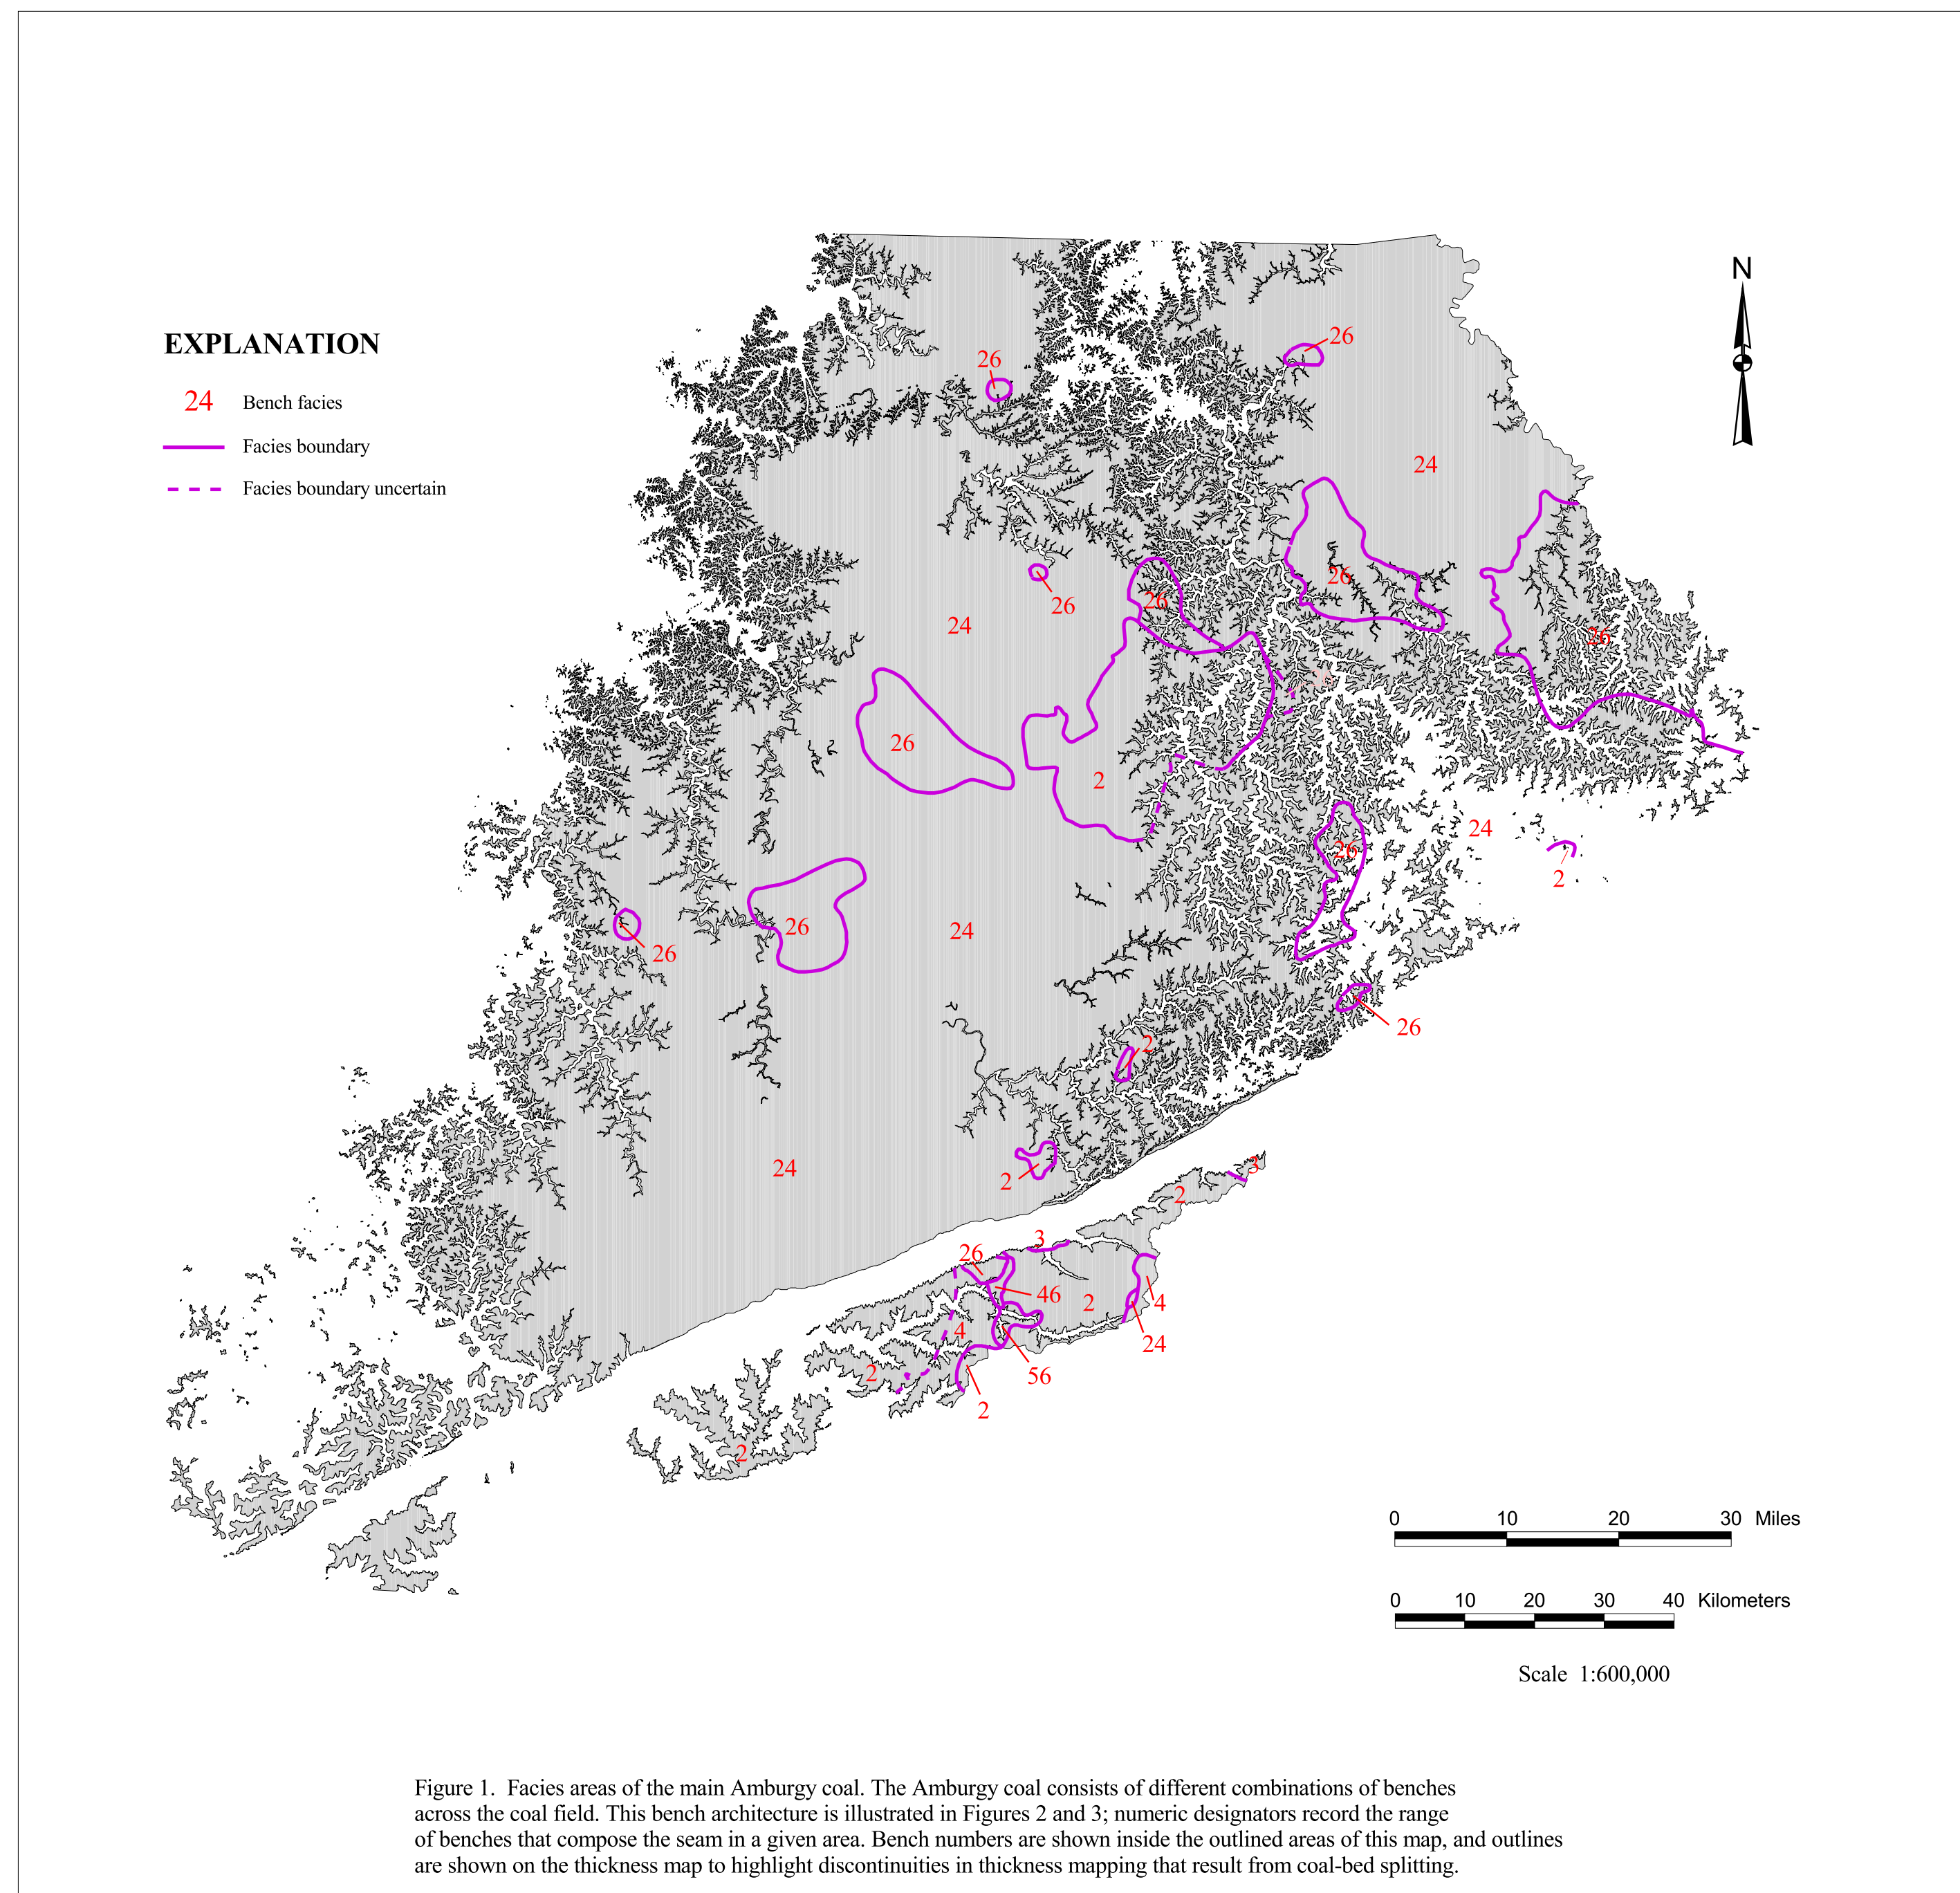 N
EXPLANATION
24 Bench facies
Facies boundary
Facies boundary uncertain
26
26
24
26
26
26
24
26
26
26
2
24
26
2
26
24
26
26
2
26
24
2
3
2
3
26
46
2
4
4
24
2
56
2
2
0 10 20 30 Miles
0 10 20 30 40 Kilometers
Scale 1:600,000
Figure 1. Facies areas of the main Amburgy coal. The Amburgy coal consists of different combinations of benches
across the coal field. This bench architecture is illustrated in Figures 2 and 3; numeric designators record the range
of benches that compose the seam in a given area. Bench numbers are shown inside the outlined areas of this map, and outlines
are shown on the thickness map to highlight discontinuities in thickness mapping that result from coal-bed splitting.